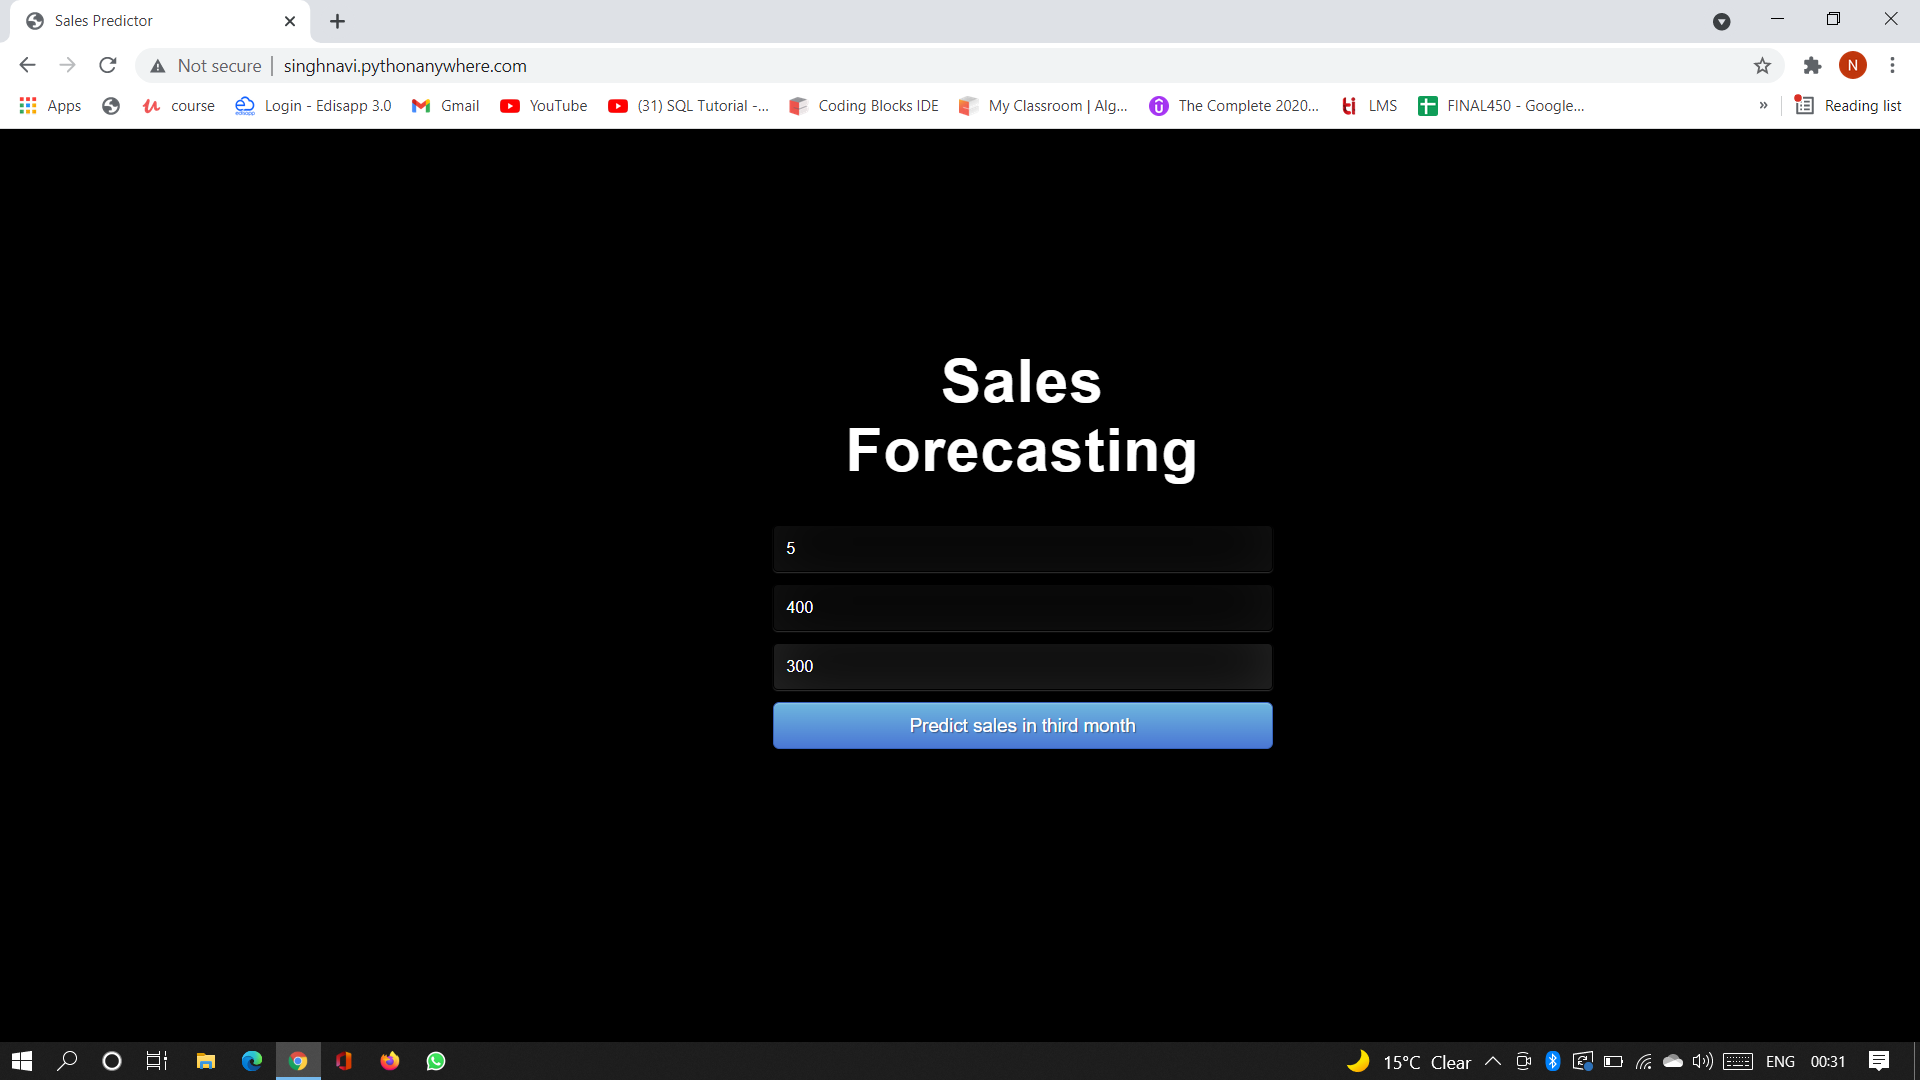 Sales Predictor
Not secure | singhnavi.pythonanywhere.com
N
Apps course Login - Edisapp 3.0 Gmail YouTube (31) SQL Tutorial -... Coding Blocks IDE My Classroom | Alg... The Complete 2020... LMS FINAL450 - Google... » Reading list
Sales
Forecasting
5
400
300
Predict sales in third month
15°C Clear ENG 00:31